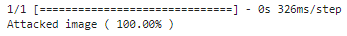 1/1 [==============================] - 0s 326ms/step
Attacked image ( 100.00% )